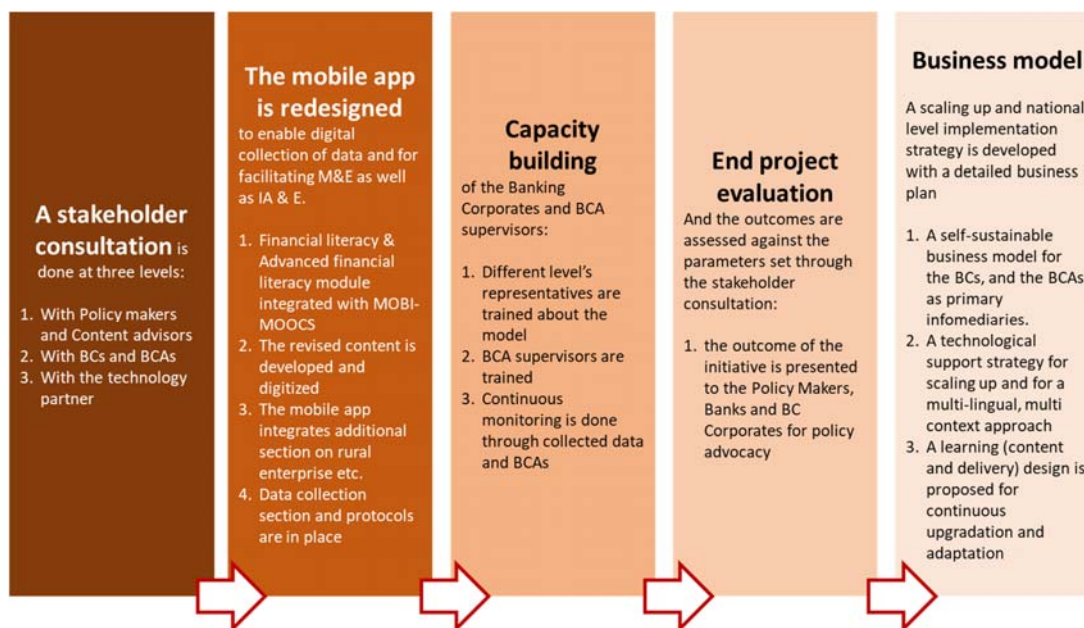 A stakeholder
consultation is
done at three levels:
1. With Policy makers
and Content advisors
2. With BCs and BCAs
3. With the technology
partner
The mobile app
is redesigned
to enable digital
collection of data and for
facilitating M&E as well
as IA & E.
1. Financial literacy &
Advanced financial
literacy module
integrated with MOBI-
MOOCS
2. The revised content is
developed and
digitized
3. The mobile app
integrates additional
section on rural
enterprise etc.
4. Data collection
section and protocols
are in place
Capacity
building
of the Banking
Corporates and BCA
supervisors:
1. Different level's
representatives are
trained about the
model
2. BCA supervisors are
trained
3. Continuous
monitoring is done
through collected data
and BCAs
End project
evaluation
And the outcomes are
assessed against the
parameters set through
the stakeholder
consultation:
1. the outcome of the
initiative is presented
to the Policy Makers,
Banks and BC
Corporates for policy
advocacy
Business model
A scaling up and national
level implementation
strategy is developed
with a detailed business
plan
1. A self-sustainable
business model for
the BCs, and the BCAs
as primary
infomediaries.
2. A technological
support strategy for
scaling up and for a
multi-lingual, multi
context approach
3. A learning (content
and delivery) design is
proposed for
continuous
upgradation and
adaptation